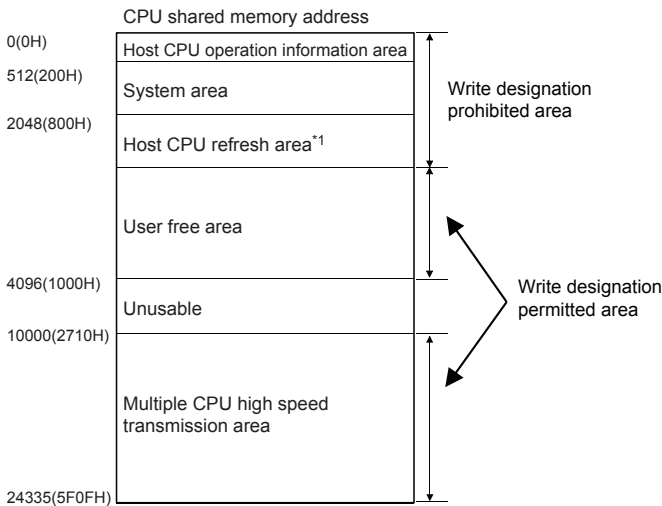 CPU shared memory address
0(0H)
Host CPU operation information area
512(200H)
System area
Write designation
prohibited area
2048(800H)
Host CPU refresh area*1
User free area
4096(1000H)
Unusable
Write designation
permitted area
10000(2710H)
Multiple CPU high speed
transmission area
24335(5F0FH)